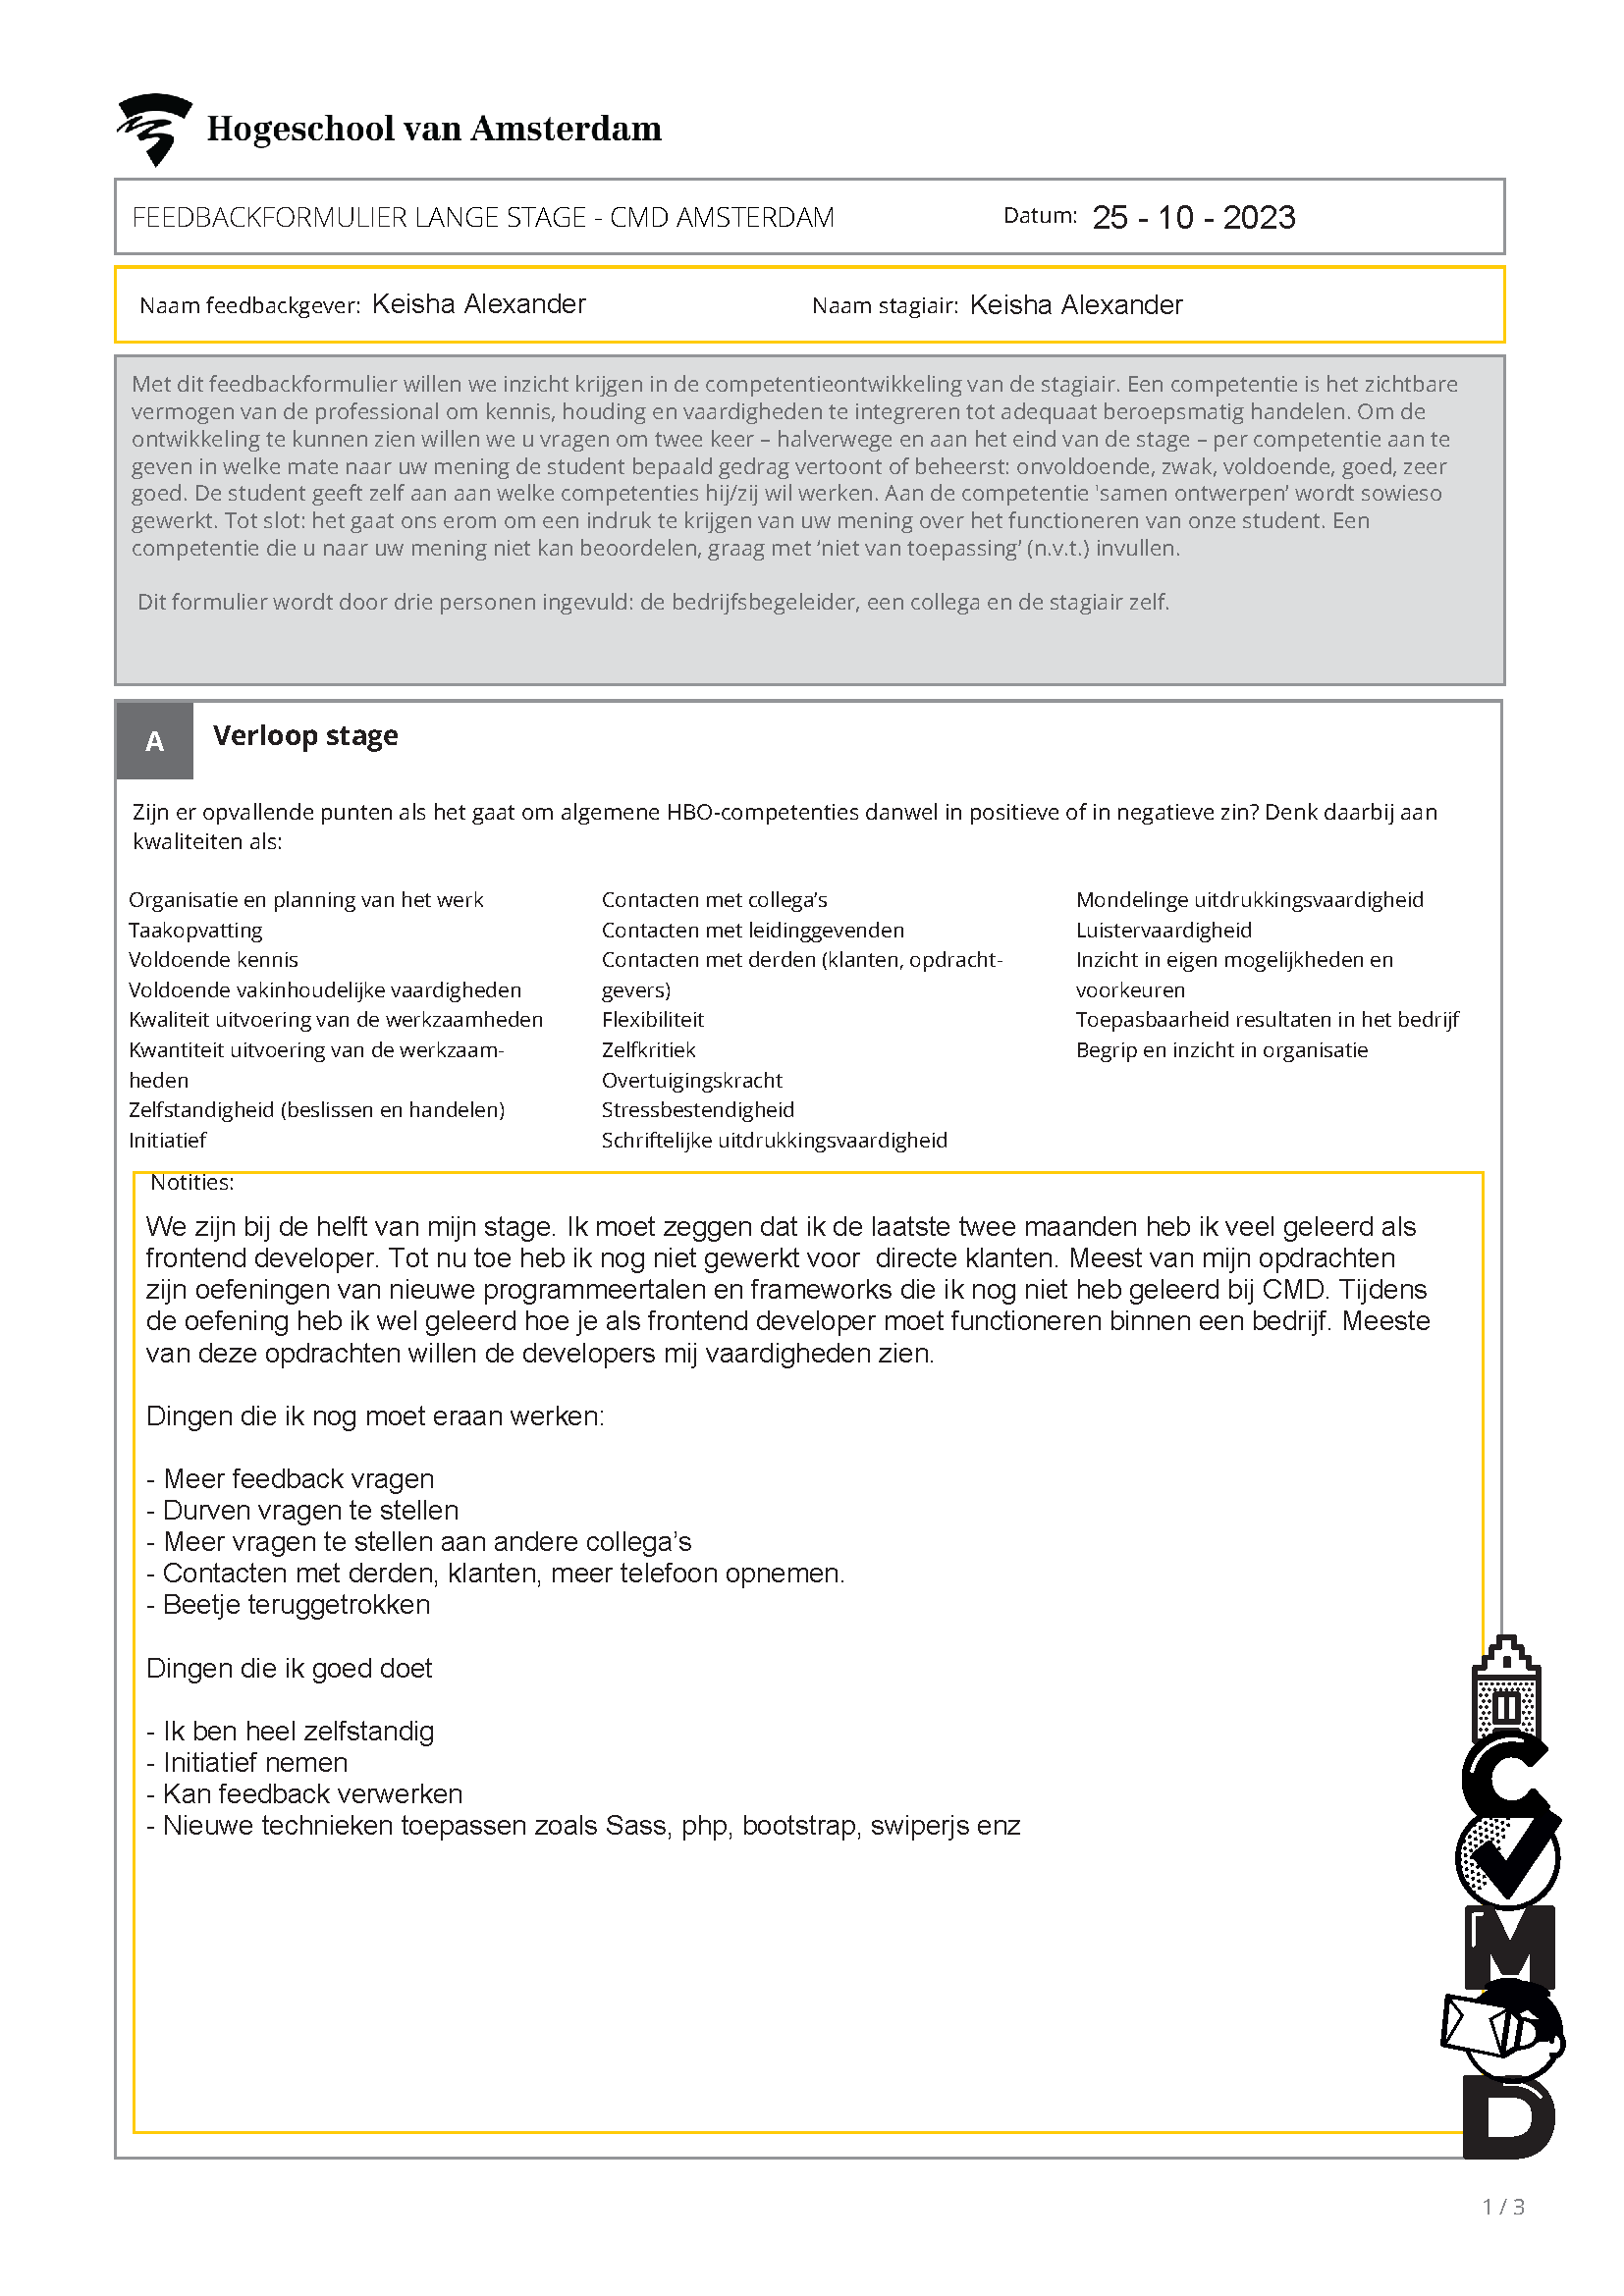 Hogeschool van Amsterdam
FEEDBACKFORMULIER LANGE STAGE - CMD AMSTERDAM Datum: 25 - 10 - 2023
Naam feedbackgever: Keisha Alexander Naam stagiair: Keisha Alexander
Met dit feedbackformulier willen we inzicht krijgen in de competentieontwikkeling van de stagiair. Een competentie is het zichtbare
vermogen van de professional om kennis, houding en vaardigheden te integreren tot adequaat beroepsmatig handelen. Om de
ontwikkeling te kunnen zien willen we u vragen om twee keer – halverwege en aan het eind van de stage – per competentie aan te
geven in welke mate naar uw mening de student bepaald gedrag vertoont of beheerst: onvoldoende, zwak, voldoende, goed, zeer
goed. De student geeft zelf aan aan welke competenties hij/zij wil werken. Aan de competentie 'samen ontwerpen’ wordt sowieso
gewerkt. Tot slot: het gaat ons erom om een indruk te krijgen van uw mening over het functioneren van onze student. Een
competentie die u naar uw mening niet kan beoordelen, graag met ‘niet van toepassing’ (n.v.t.) invullen.
Dit formulier wordt door drie personen ingevuld: de bedrijfsbegeleider, een collega en de stagiair zelf.
A Verloop stage
Zijn er opvallende punten als het gaat om algemene HBO-competenties danwel in positieve of in negatieve zin? Denk daarbij aan
kwaliteiten als:
Organisatie en planning van het werk
Taakopvatting
Voldoende kennis
Voldoende vakinhoudelijke vaardigheden
Kwaliteit uitvoering van de werkzaamheden
Kwantiteit uitvoering van de werkzaam-
heden
Zelfstandigheid (beslissen en handelen)
Initiatief
Contacten met collega’s
Contacten met leidinggevenden
Contacten met derden (klanten, opdracht-
gevers)
Flexibiliteit
Zelfkritiek
Overtuigingskracht
Stressbestendigheid
Schriftelijke uitdrukkingsvaardigheid
Mondelinge uitdrukkingsvaardigheid
Luistervaardigheid
Inzicht in eigen mogelijkheden en
voorkeuren
Toepasbaarheid resultaten in het bedrijf
Begrip en inzicht in organisatie
Notities:
We zijn bij de helft van mijn stage. Ik moet zeggen dat ik de laatste twee maanden heb ik veel geleerd als
frontend developer. Tot nu toe heb ik nog niet gewerkt voor  directe klanten. Meest van mijn opdrachten
zijn oefeningen van nieuwe programmeertalen en frameworks die ik nog niet heb geleerd bij CMD. Tijdens
de oefening heb ik wel geleerd hoe je als frontend developer moet functioneren binnen een bedrijf. Meeste
van deze opdrachten willen de developers mij vaardigheden zien.
Dingen die ik nog moet eraan werken:
- Meer feedback vragen
- Durven vragen te stellen
- Meer vragen te stellen aan andere collega’s
- Contacten met derden, klanten, meer telefoon opnemen.
- Beetje teruggetrokken
Dingen die ik goed doet
- Ik ben heel zelfstandig
- Initiatief nemen
- Kan feedback verwerken
- Nieuwe technieken toepassen zoals Sass, php, bootstrap, swiperjs enz
C
M
D
1 / 3